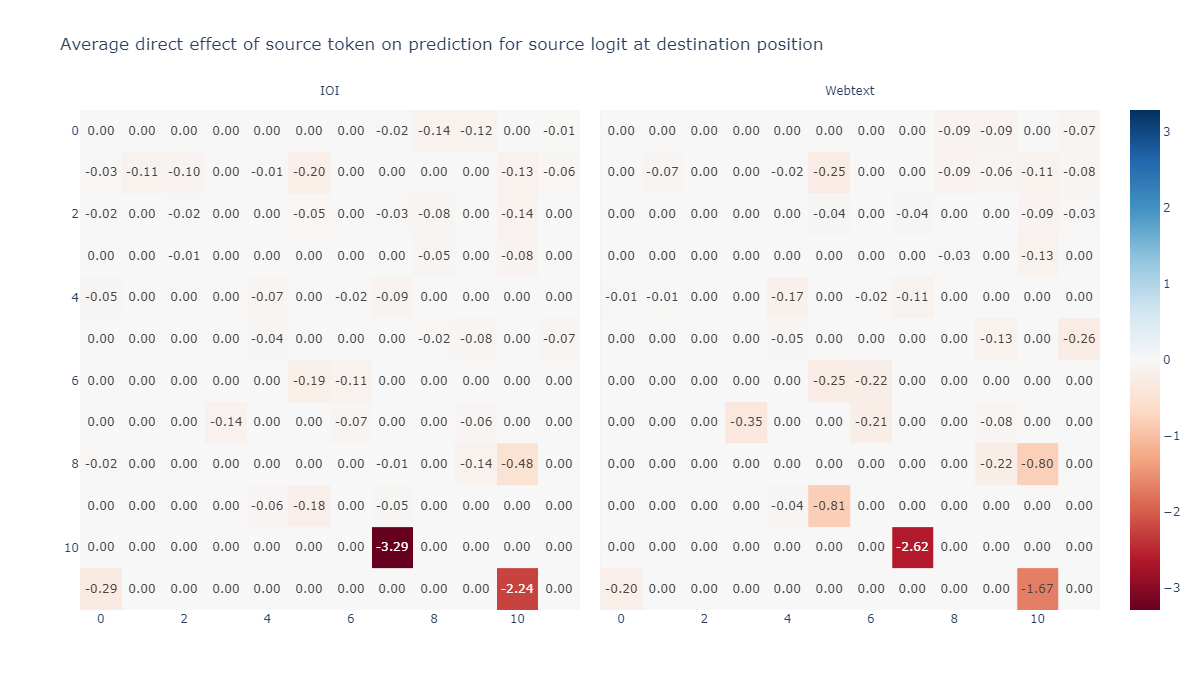 Average direct effect of source token on prediction for source logit at destination position
IOI Webtext
0 0.00 0.00 0.00 0.00 0.00 0.00 0.00 -0.02 -0.14 -0.12 0.00 -0.01 0.00 0.00 0.00 0.00 0.00 0.00 0.00 0.00 -0.09 -0.09 0.00 -0.07 3
-0.03 -0.11 -0.10 0.00 -0.01 -0.20 0.00 0.00 0.00 0.00 -0.13 -0.06 0.00 -0.07 0.00 0.00 -0.02 -0.25 0.00 0.00 -0.09 -0.06 -0.11 -0.08
2 -0.02 0.00 -0.02 0.00 0.00 -0.05 0.00 -0.03 -0.08 0.00 -0.14 0.00 0.00 0.00 0.00 0.00 0.00 -0.04 0.00 -0.04 0.00 0.00 -0.09 -0.03 2
0.00 0.00 -0.01 0.00 0.00 0.00 0.00 0.00 -0.05 0.00 -0.08 0.00 0.00 0.00 0.00 0.00 0.00 0.00 0.00 0.00 -0.03 0.00 -0.13 0.00 1
4 -0.05 0.00 0.00 0.00 -0.07 0.00 -0.02 -0.09 0.00 0.00 0.00 0.00 -0.01 -0.01 0.00 0.00 -0.17 0.00 -0.02 -0.11 0.00 0.00 0.00 0.00
0.00 0.00 0.00 0.00 -0.04 0.00 0.00 0.00 -0.02 -0.08 0.00 -0.07 0.00 0.00 0.00 0.00 -0.05 0.00 0.00 0.00 0.00 -0.13 0.00 -0.26 0
6 0.00 0.00 0.00 0.00 0.00 -0.19 -0.11 0.00 0.00 0.00 0.00 0.00 0.00 0.00 0.00 0.00 0.00 -0.25 -0.22 0.00 0.00 0.00 0.00 0.00
0.00 0.00 0.00 -0.14 0.00 0.00 -0.07 0.00 0.00 -0.06 0.00 0.00 0.00 0.00 0.00 -0.35 0.00 0.00 -0.21 0.00 0.00 -0.08 0.00 0.00 −1
8 -0.02 0.00 0.00 0.00 0.00 0.00 0.00 -0.01 0.00 -0.14 -0.48 0.00 0.00 0.00 0.00 0.00 0.00 0.00 0.00 0.00 0.00 -0.22 -0.80 0.00
0.00 0.00 0.00 0.00 -0.06 -0.18 0.00 -0.05 0.00 0.00 0.00 0.00 0.00 0.00 0.00 0.00 -0.04 -0.81 0.00 0.00 0.00 0.00 0.00 0.00 −2
10 0.00 0.00 0.00 0.00 0.00 0.00 0.00 -3.29 0.00 0.00 0.00 0.00 0.00 0.00 0.00 0.00 0.00 0.00 0.00 -2.62 0.00 0.00 0.00 0.00
-0.29 0.00 0.00 0.00 0.00 0.00 0.00 0.00 0.00 0.00 -2.24 0.00 -0.20 0.00 0.00 0.00 0.00 0.00 0.00 0.00 0.00 0.00 -1.67 0.00 −3
0 2 4 6 8 10 0 2 4 6 8 10